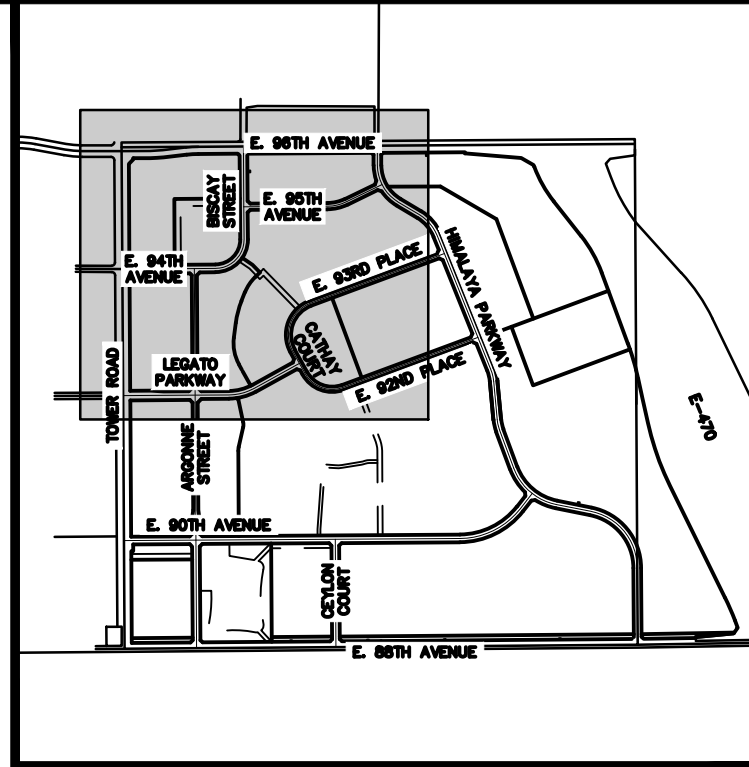 E. 96TH AVENUE
BISCAY
STREET
E. 95TH
AVENUE
E. 94TH
AVENUE
E. 93RD PLACE
HIMALAYA PARKWAY
CATHAY
COURT
LEGATO
PARKWAY
E. 92ND PLACE
TOWER ROAD
E-470
ARGONNE
STREET
E. 90TH AVENUE
CEYLON
COURT
E. 88TH AVENUE